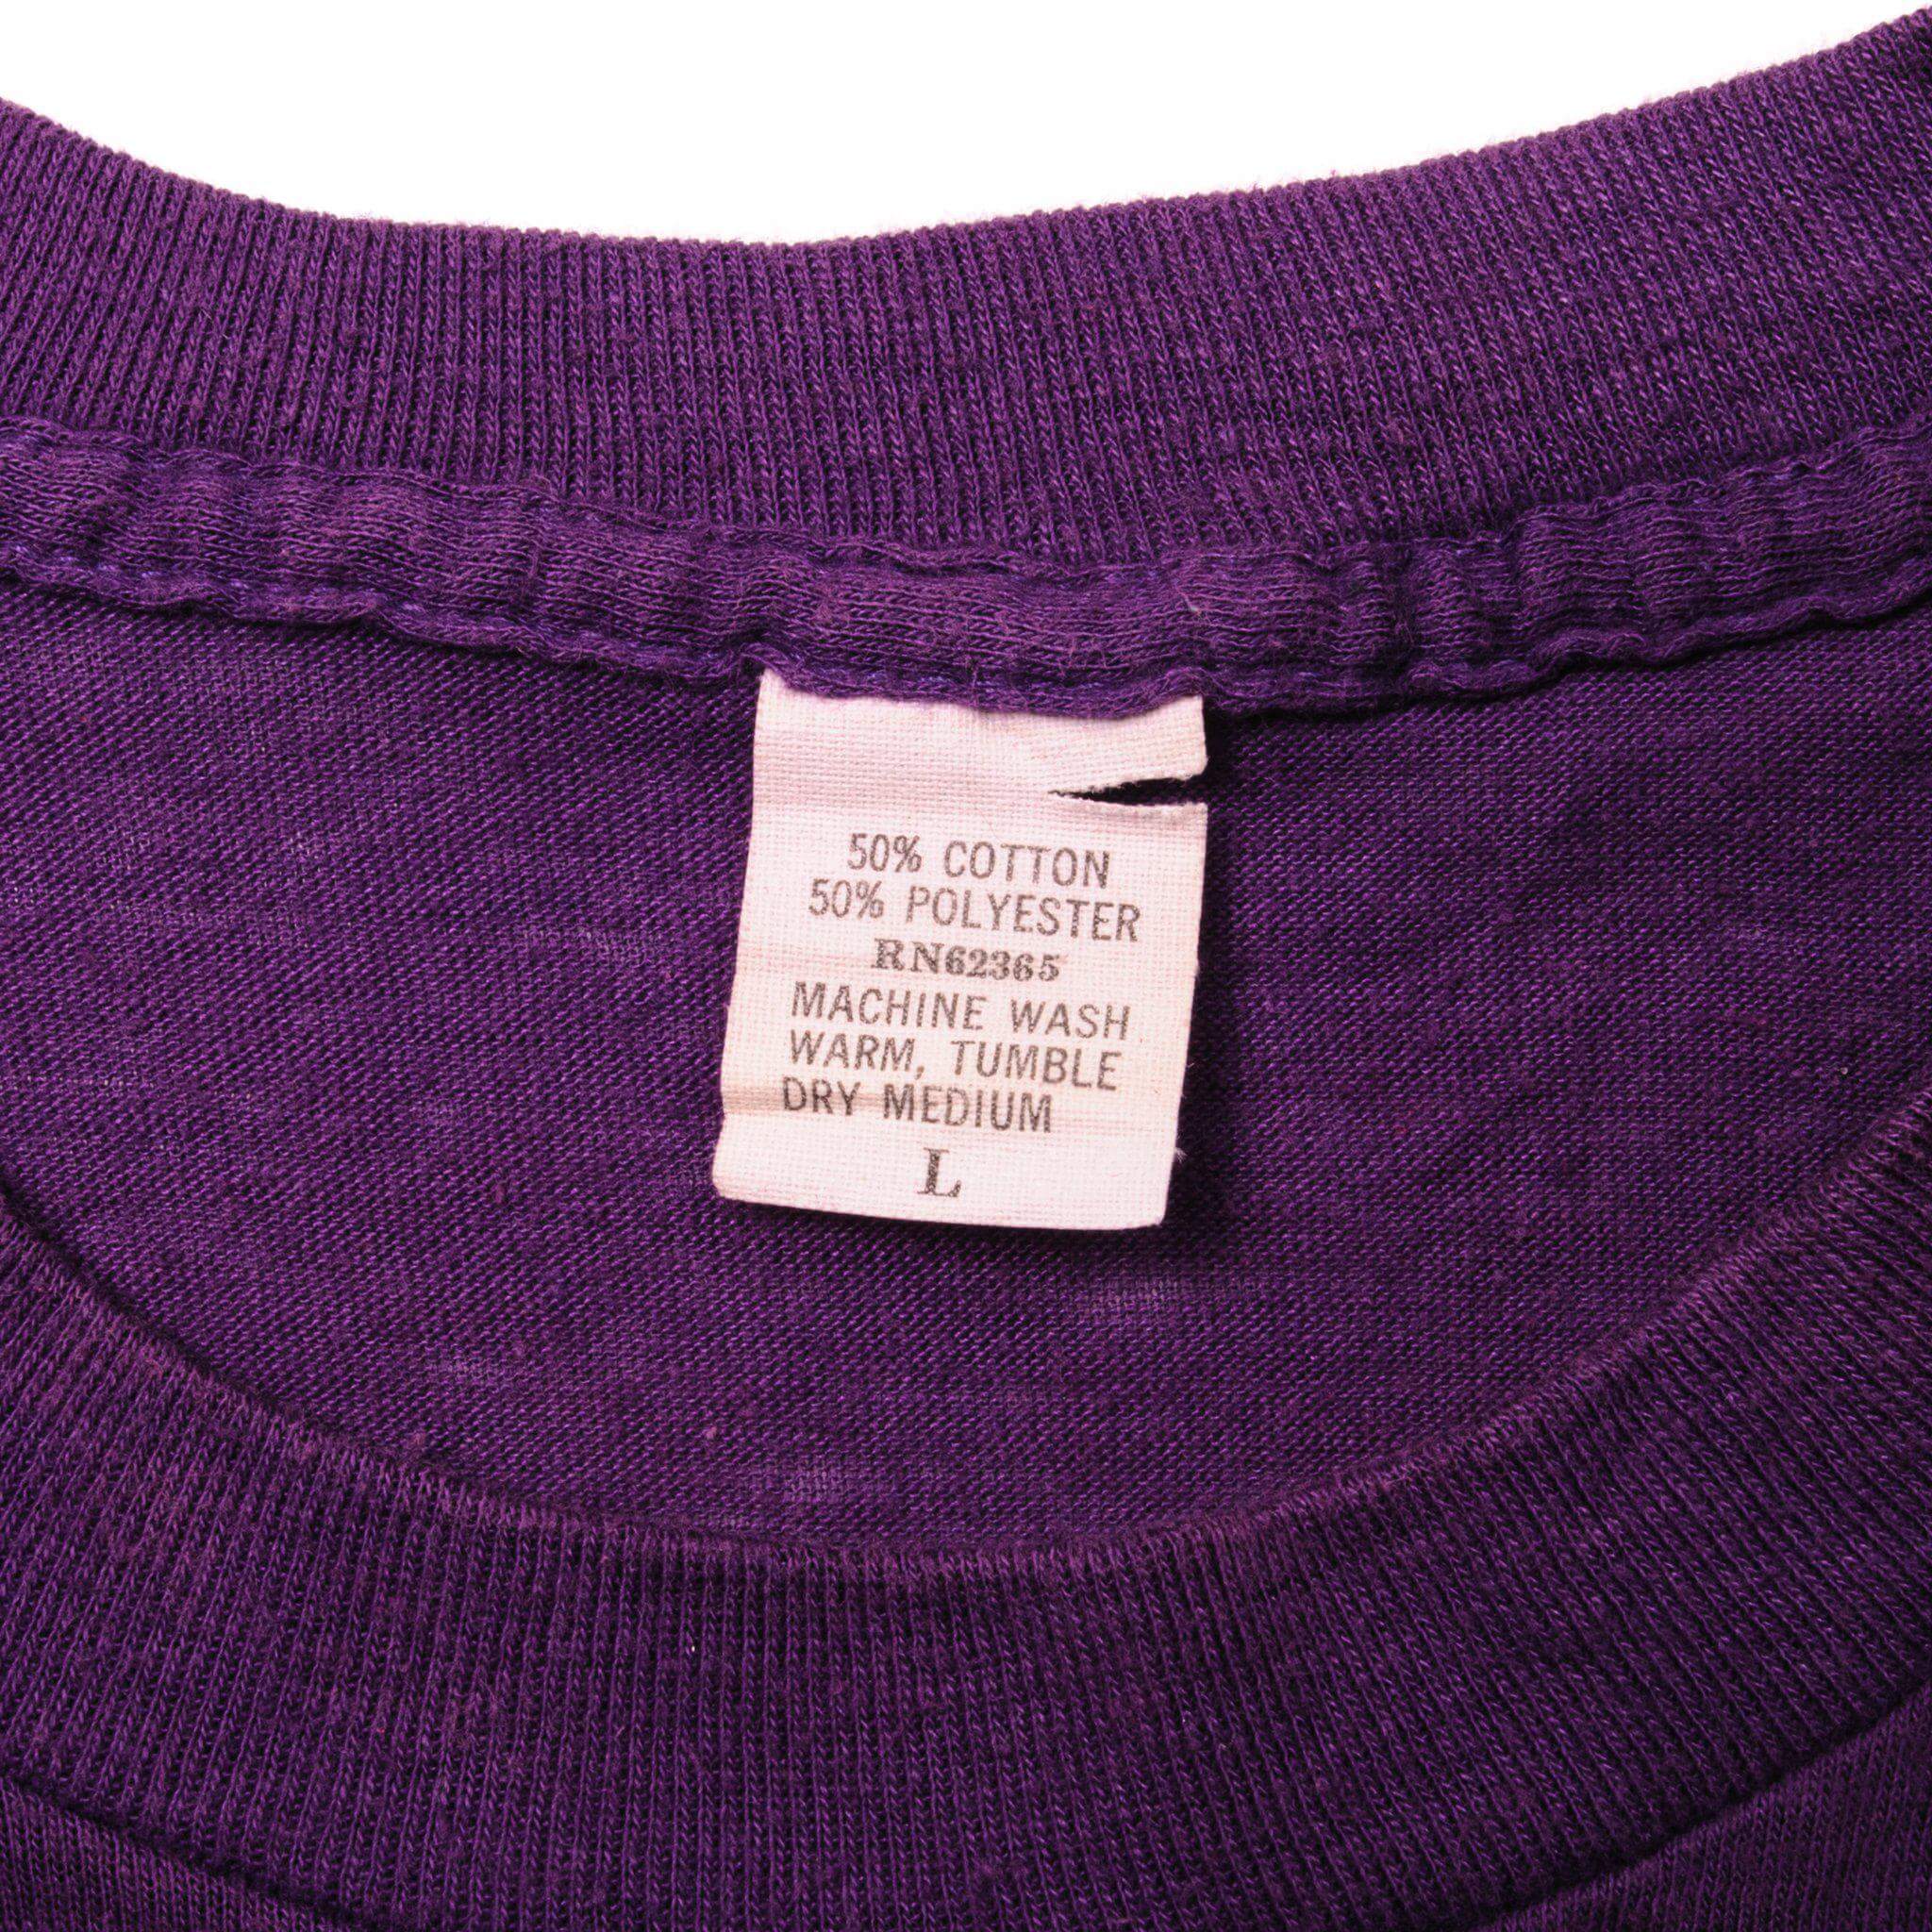 50% COTTON
50% POLYESTER
RN62365
MACHINE WASH
WARM, TUMBLE
DRY MEDIUM
L